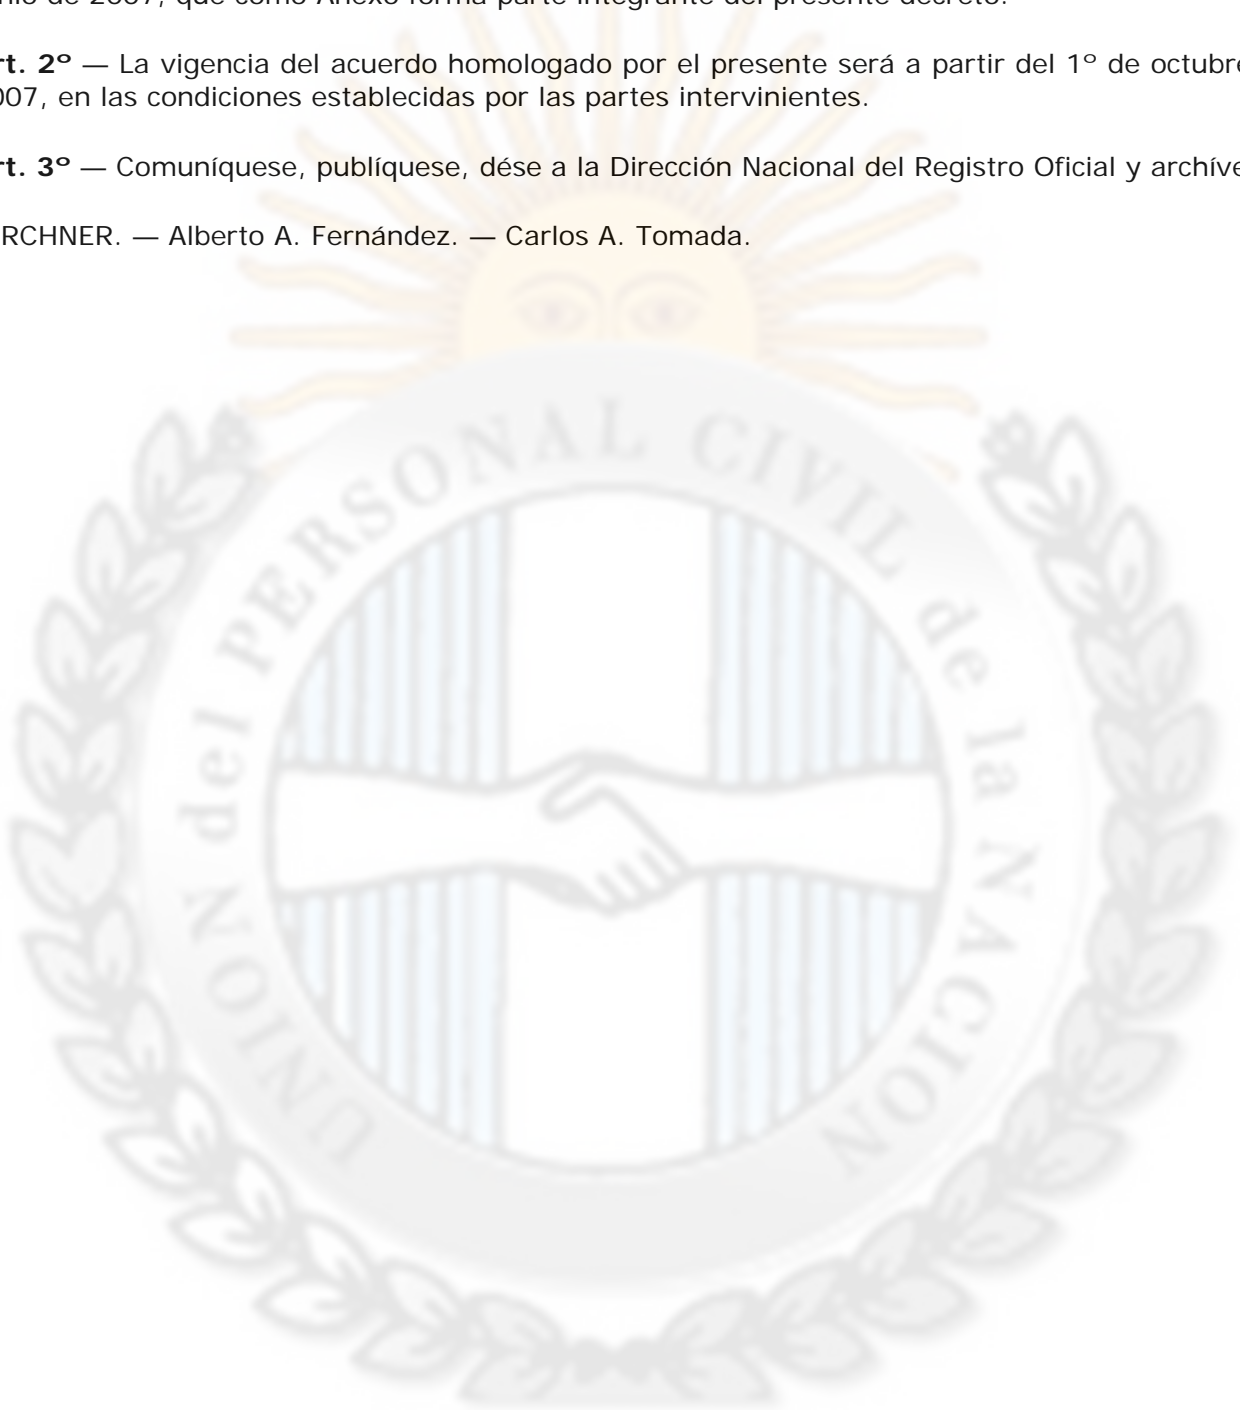 de 2007, que como Anexo forma parte integrante del presente decreto.
rt. 2º — La vigencia del acuerdo homologado por el presente será a partir del 1º de octubre
007, en las condiciones establecidas por las partes intervinientes.
rt. 3º — Comuníquese, publíquese, dése a la Dirección Nacional del Registro Oficial y archíve
RCHNER. — Alberto A. Fernández. — Carlos A. Tomada.
UNION del PERSONAL CIVIL de la NACION